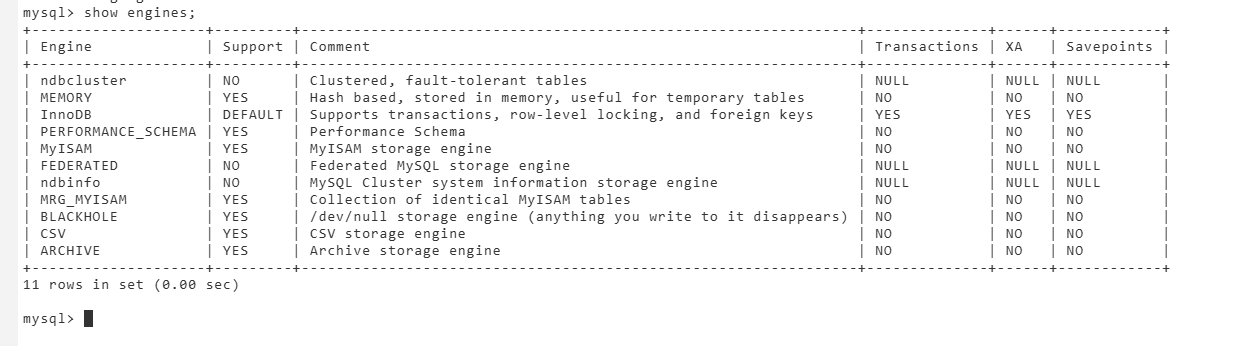 mysql> show engines;
+--------------------+---------+----------------------------------------------------------------+--------------+------+------------+
| Engine             | Support | Comment                                                        | Transactions | XA   | Savepoints |
+--------------------+---------+----------------------------------------------------------------+--------------+------+------------+
| ndbcluster         | NO      | Clustered, fault-tolerant tables                               | NULL         | NULL | NULL       |
| MEMORY             | YES     | Hash based, stored in memory, useful for temporary tables      | NO           | NO   | NO         |
| InnoDB             | DEFAULT | Supports transactions, row-level locking, and foreign keys     | YES          | YES  | YES        |
| PERFORMANCE_SCHEMA | YES     | Performance Schema                                             | NO           | NO   | NO         |
| MyISAM             | YES     | MyISAM storage engine                                          | NO           | NO   | NO         |
| FEDERATED          | NO      | Federated MySQL storage engine                                 | NULL         | NULL | NULL       |
| ndbinfo            | NO      | MySQL Cluster system information storage engine                | NULL         | NULL | NULL       |
| MRG_MYISAM         | YES     | Collection of identical MyISAM tables                          | NO           | NO   | NO         |
| BLACKHOLE          | YES     | /dev/null storage engine (anything you write to it disappears) | NO           | NO   | NO         |
| CSV                | YES     | CSV storage engine                                             | NO           | NO   | NO         |
| ARCHIVE            | YES     | Archive storage engine                                         | NO           | NO   | NO         |
+--------------------+---------+----------------------------------------------------------------+--------------+------+------------+
11 rows in set (0.00 sec)
mysql>